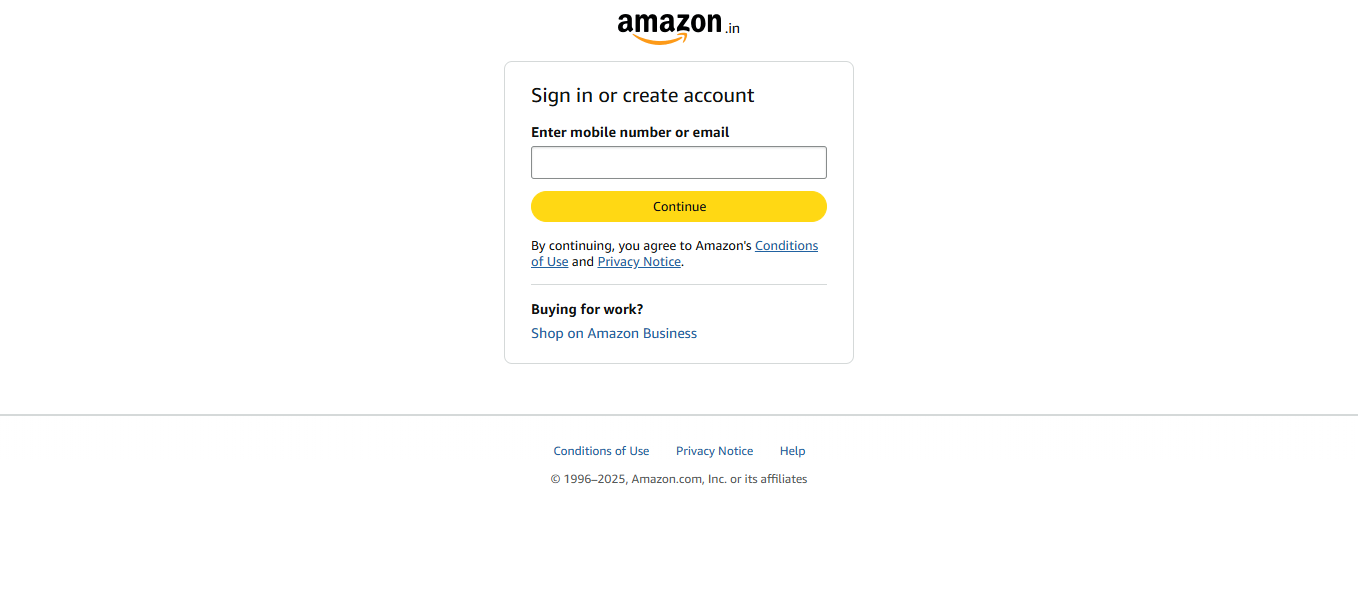 amazon.in
Sign in or create account
Enter mobile number or email
Continue
By continuing, you agree to Amazon's Conditions
of Use and Privacy Notice.
Buying for work?
Shop on Amazon Business
Conditions of Use Privacy Notice Help
© 1996–2025, Amazon.com, Inc. or its affiliates